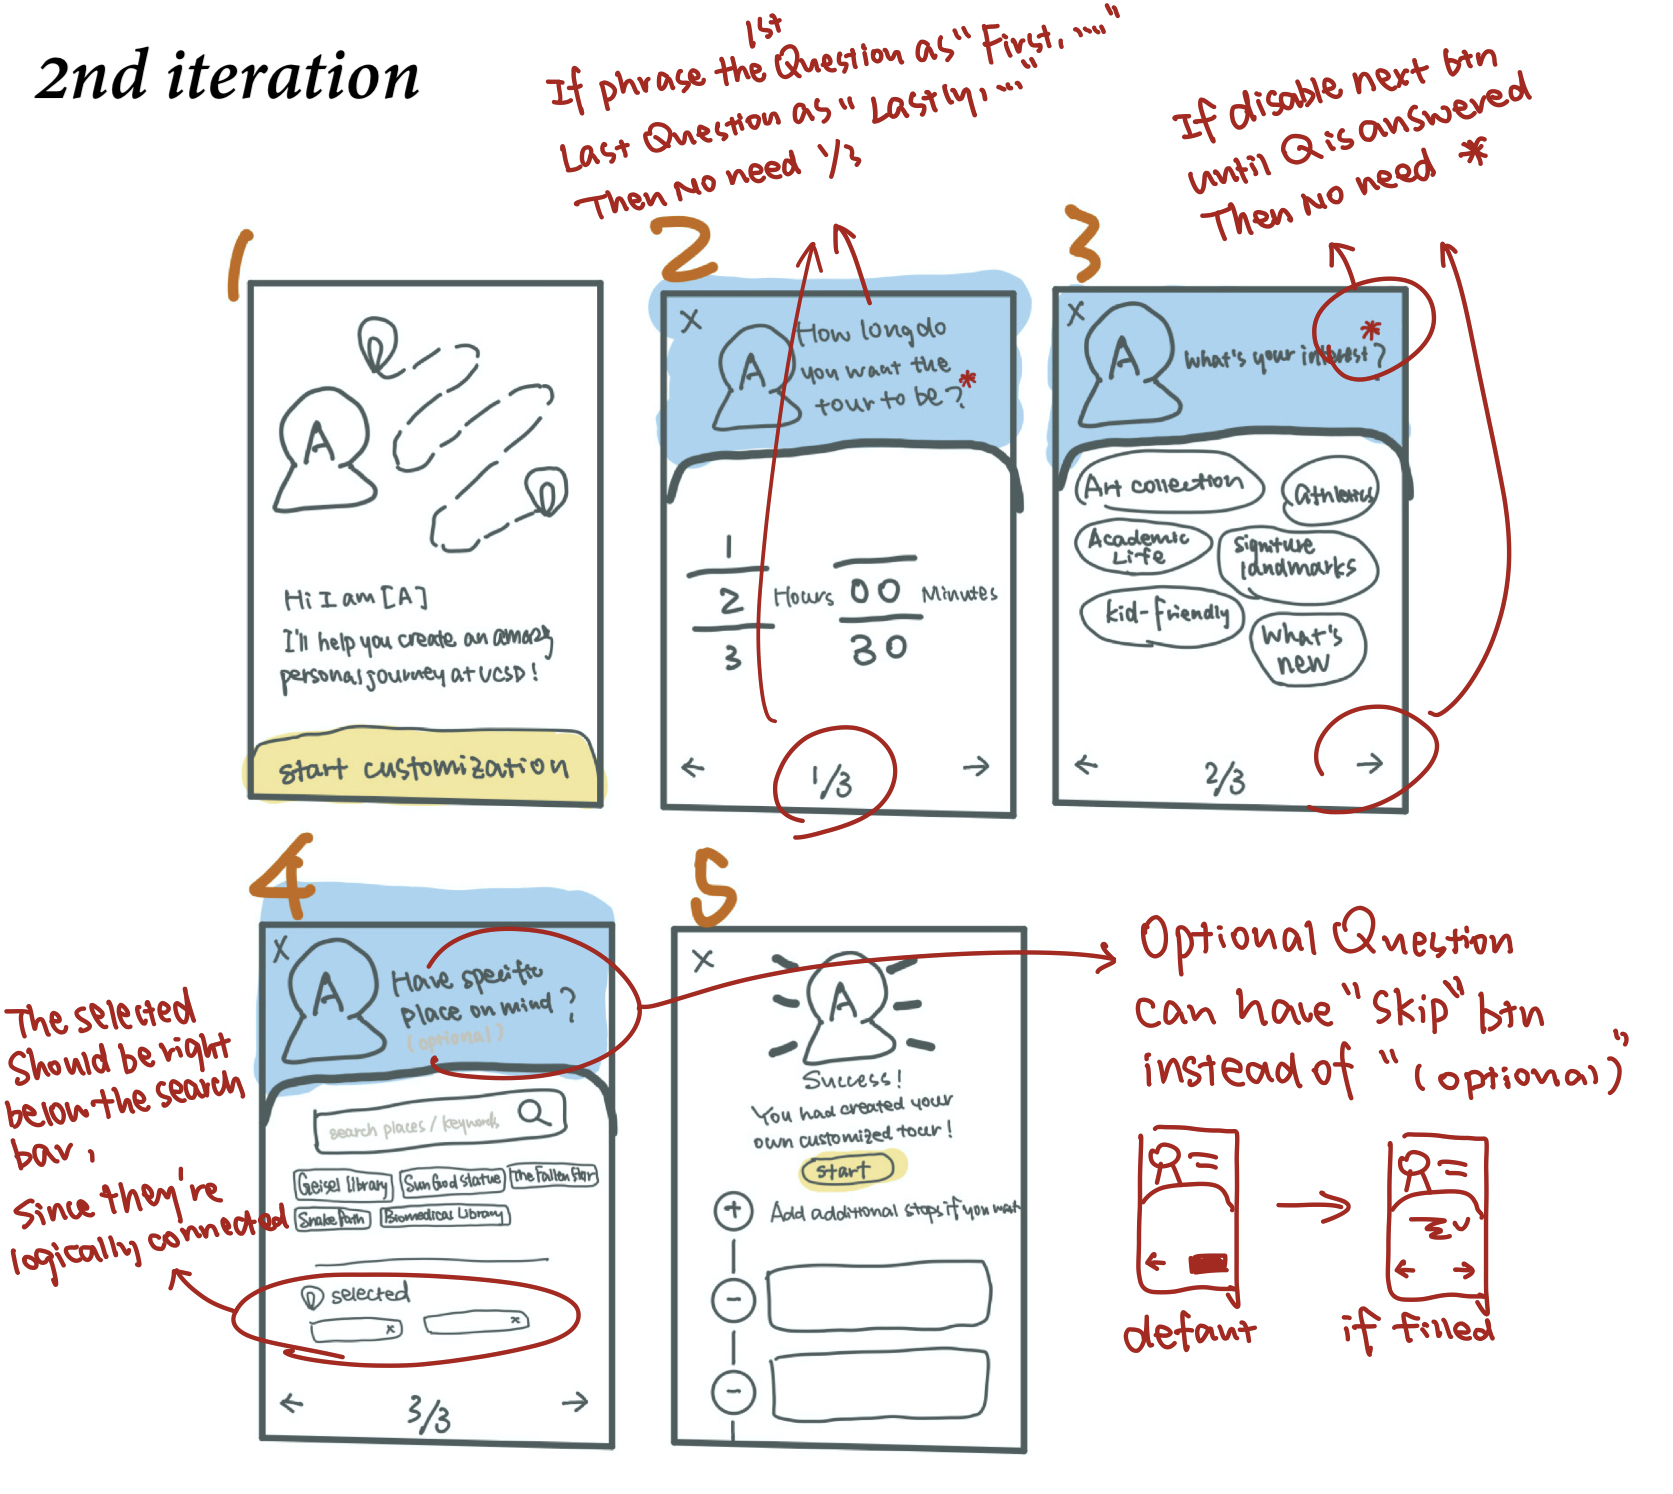 2nd iteration
1st
If phrase the Question as "First, ...."
Last Question as "Lastly, ...."
Then No need 1/3
If disable next btn
until Q is answered
Then No need *
1
A
Hi I am [A]
I'll help you create an amazing
personal journey at UCSD!
start customization
2
X
A
How long do
you want the
tour to be? *
1
2
3
Hours
00
30
Minutes
← 1/3 →
3
X
A
What's your interest? *
Art collection
athletics
Academic
Life
Signiture
landmarks
kid-friendly
What's
new
← 2/3 →
4
X
A
Have specific
place on mind?
(optional)
search places / keywords
Geisel Library
Sun God Statue
The Fallen Star
Snake Path
Biomedical Library
selected
x
x
← 3/3 →
The selected
Should be right
below the search
bar,
Since they're
logically connected
5
X
A
Success!
You had created your
own customized tour!
start
+
Add additional stops if you want
-
-
Optional Question
can have "skip" btn
instead of "(optional)"
← →
← →
defaut
if filled